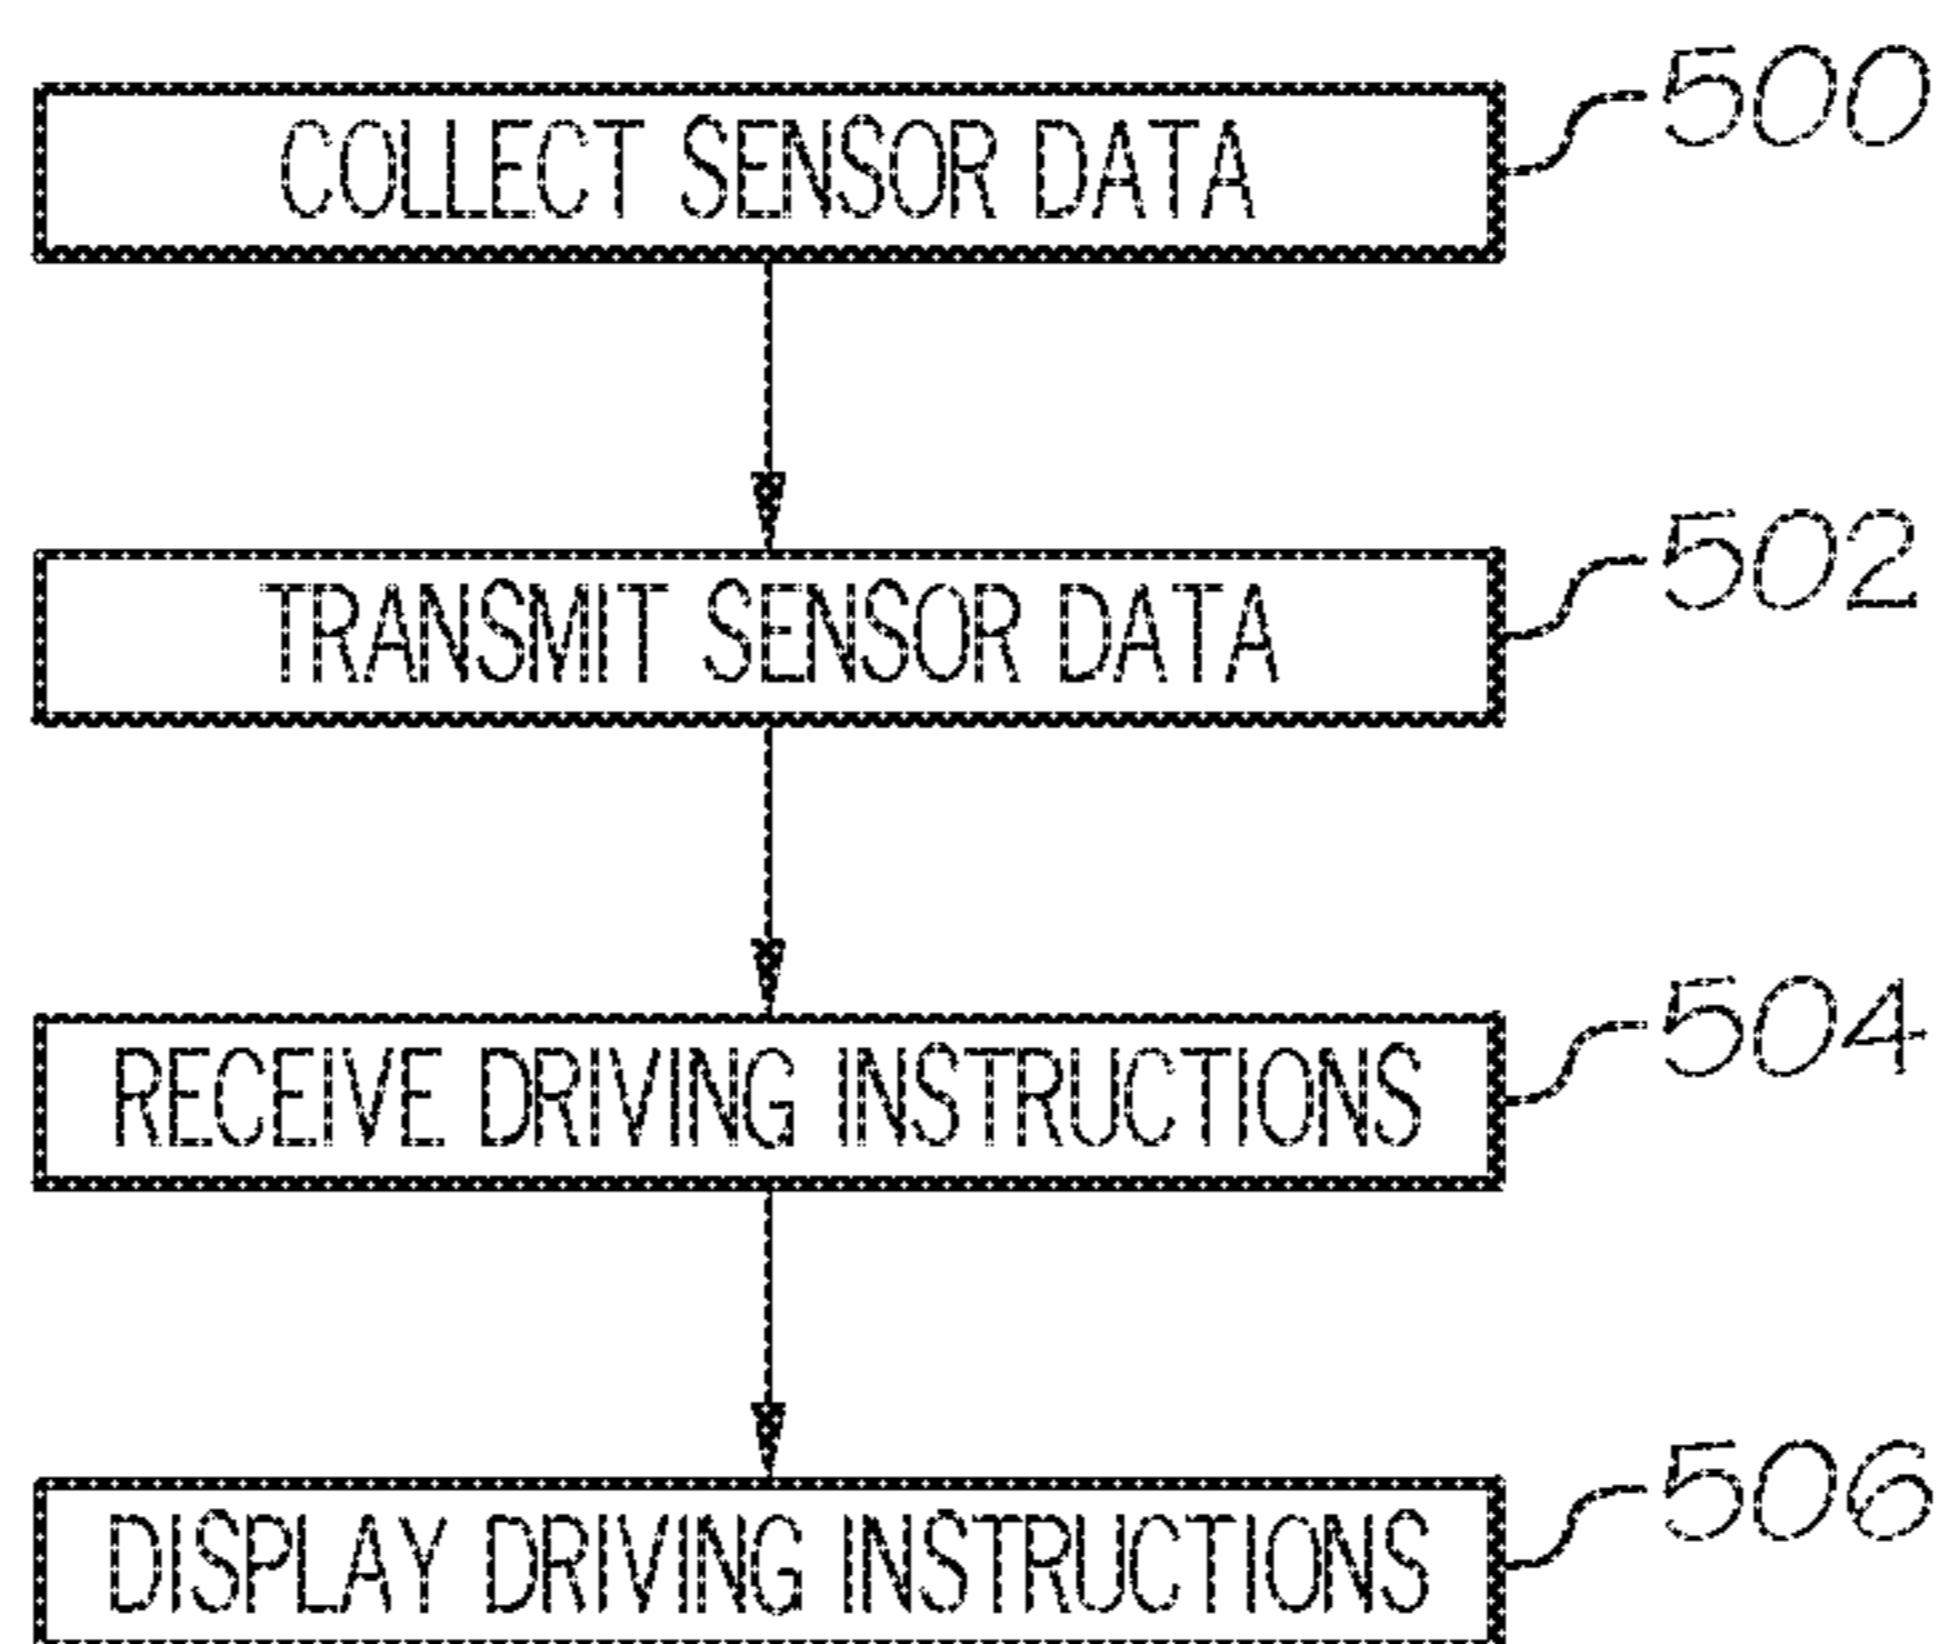 COLLECT SENSOR DATA
500
TRANSMIT SENSOR DATA
502
RECEIVE DRIVING INSTRUCTIONS
504
DISPLAY DRIVING INSTRUCTIONS
506